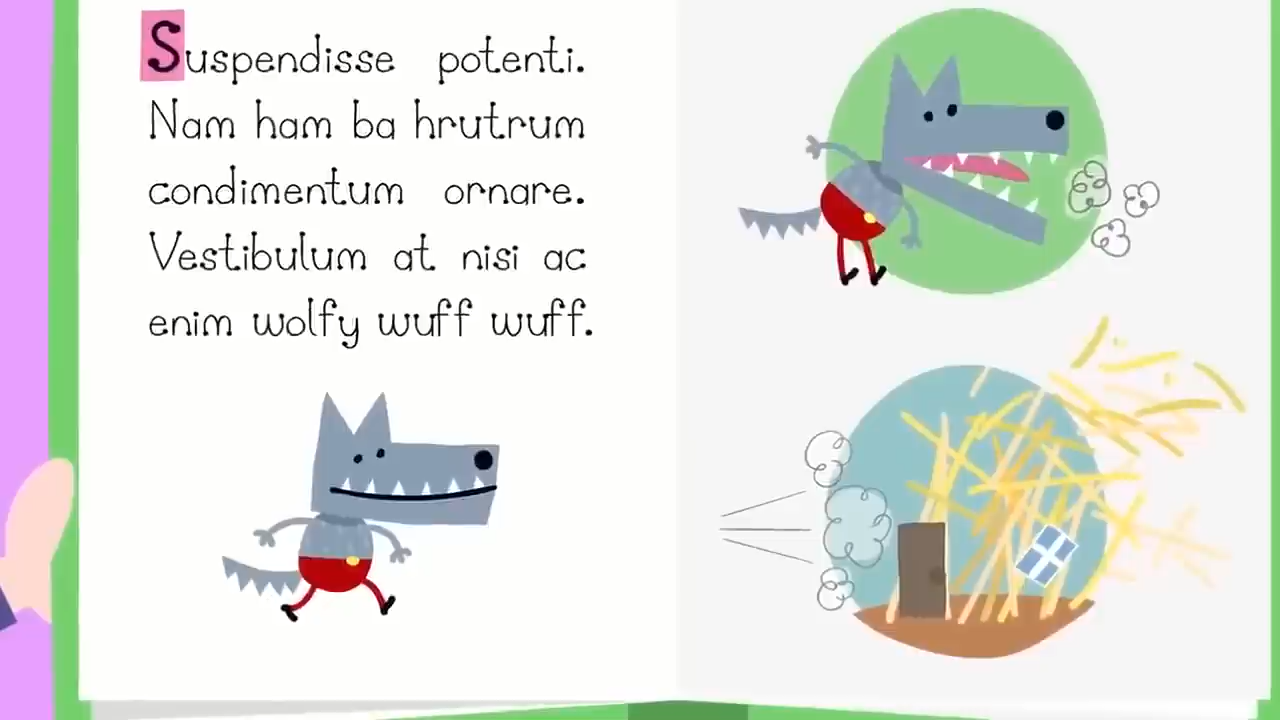 Suspendisse potenti.
Nam ham ba hrutrum
condimentum ornare.
Vestibulum at nisi ac
enim wolfy wuff wuff.